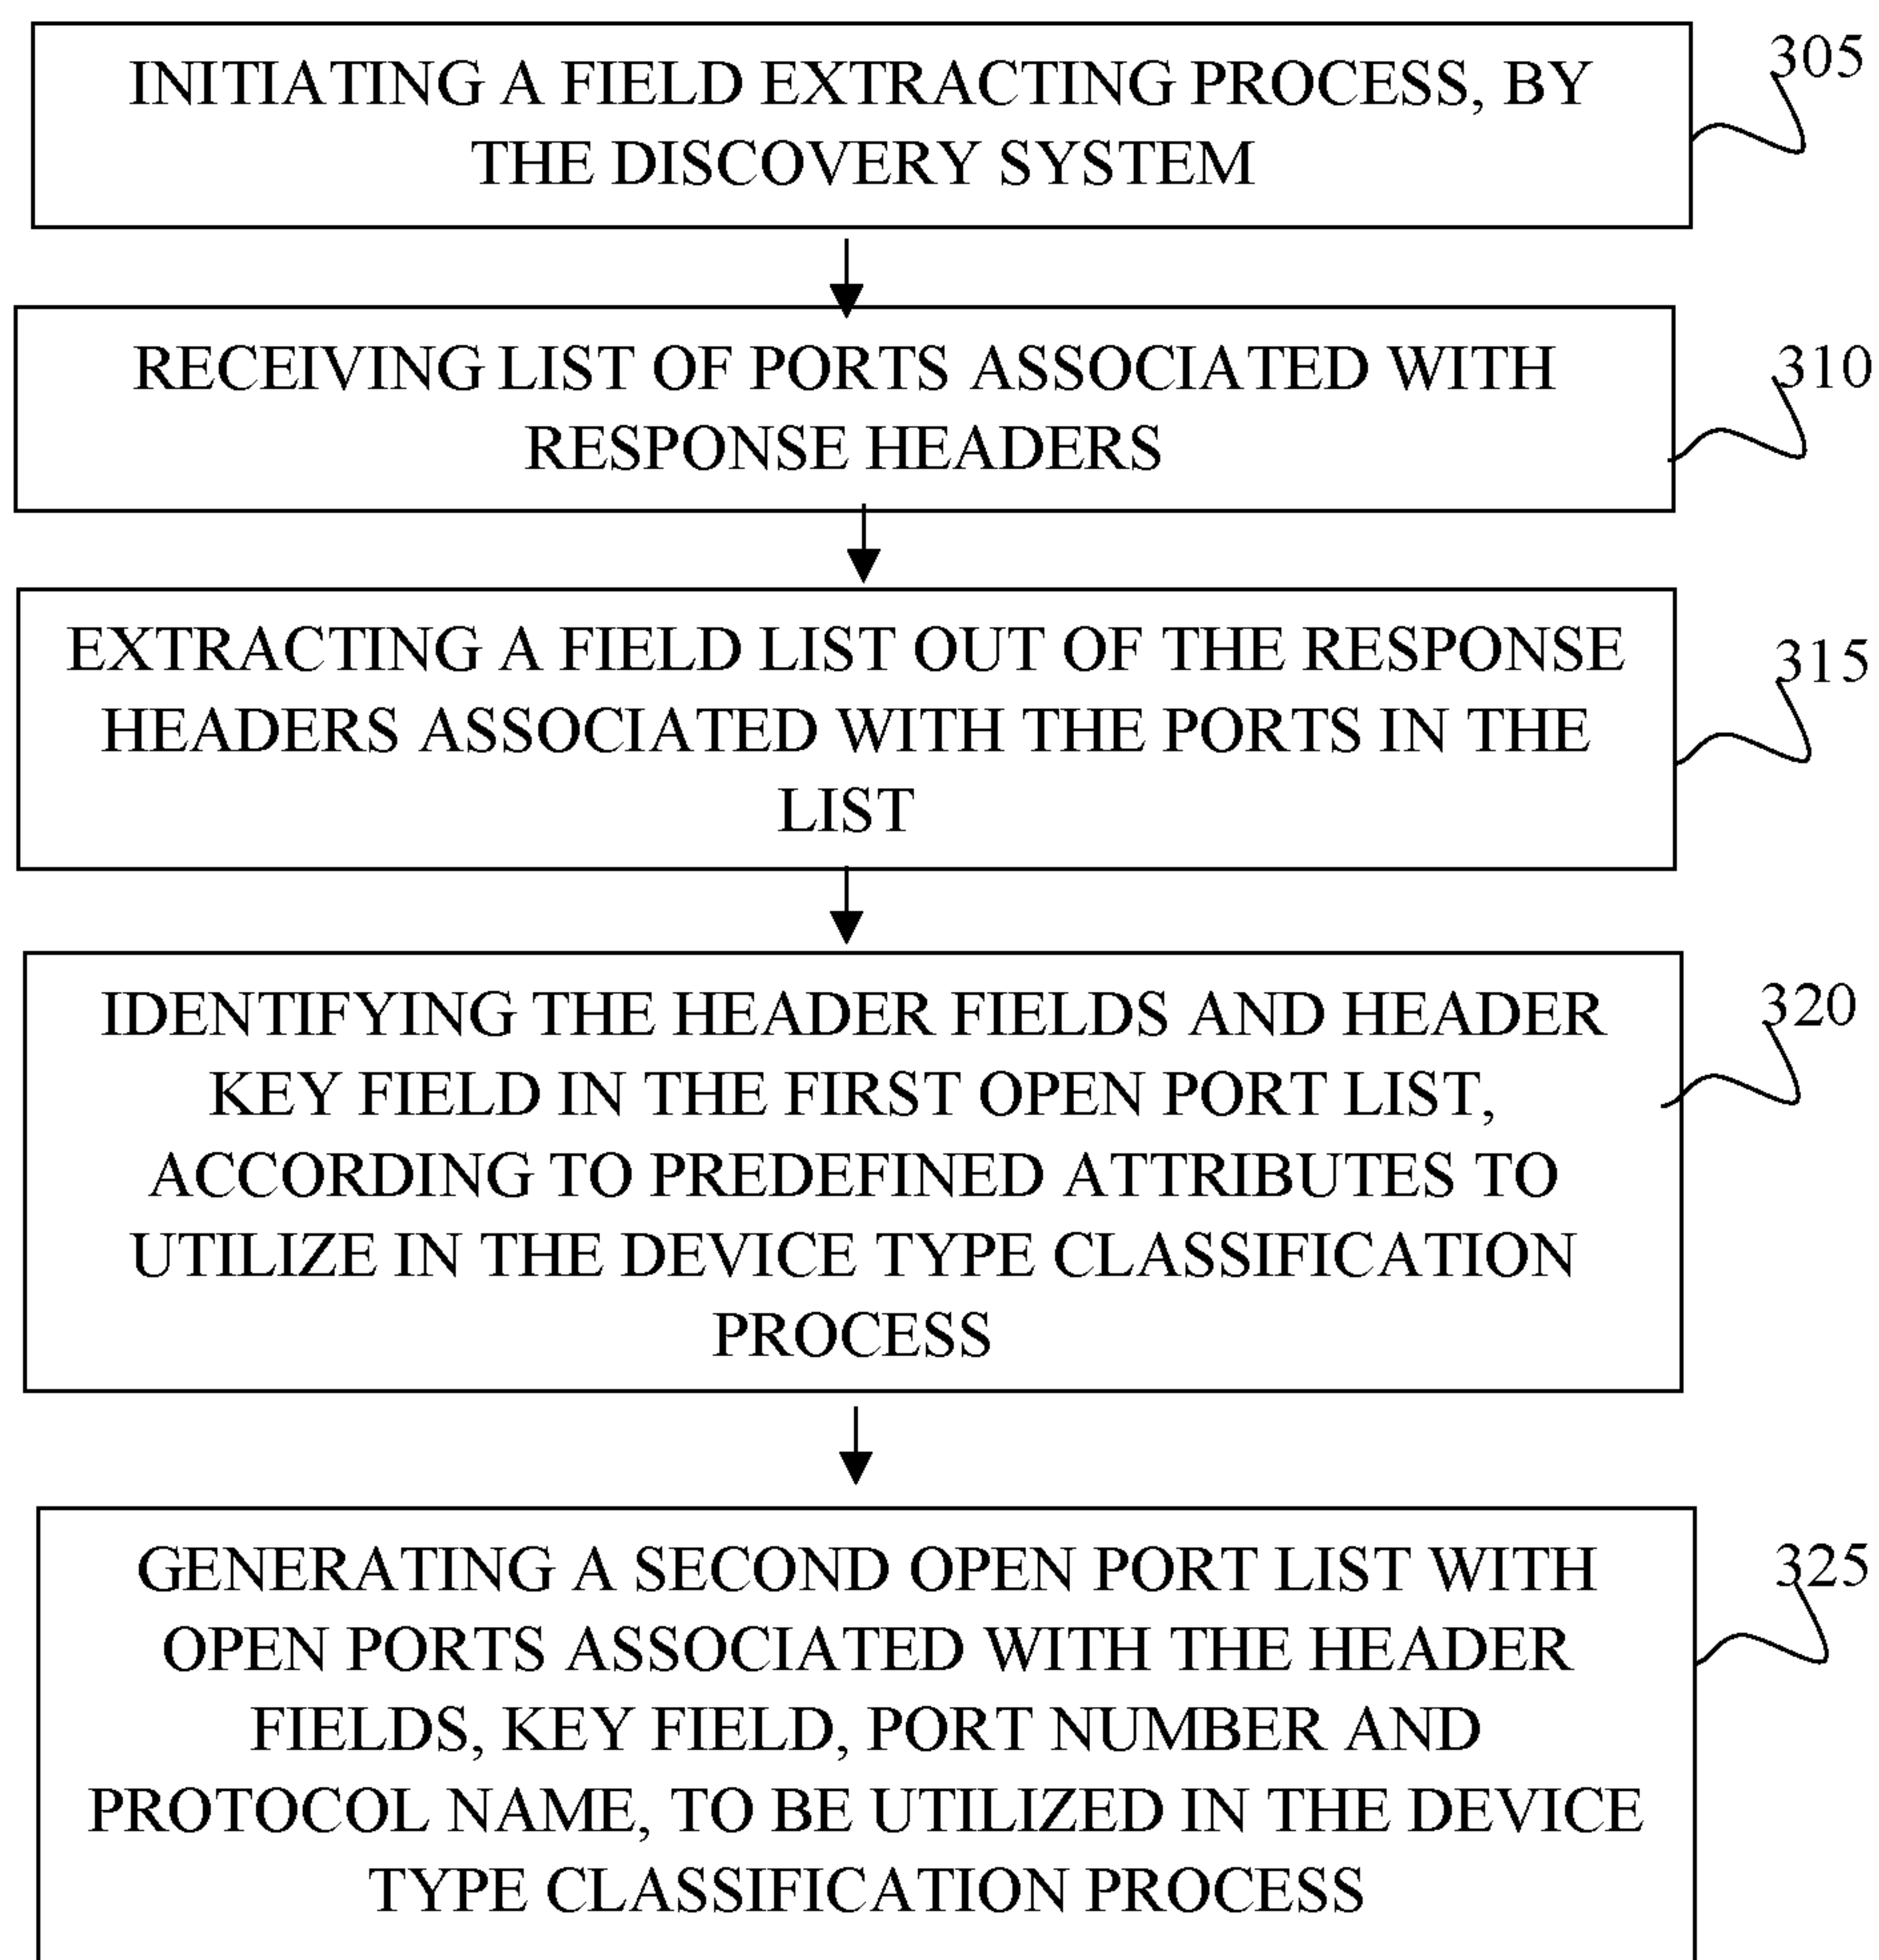 INITIATING A FIELD EXTRACTING PROCESS, BY
THE DISCOVERY SYSTEM
305
RECEIVING LIST OF PORTS ASSOCIATED WITH
RESPONSE HEADERS
310
EXTRACTING A FIELD LIST OUT OF THE RESPONSE
HEADERS ASSOCIATED WITH THE PORTS IN THE
LIST
315
IDENTIFYING THE HEADER FIELDS AND HEADER
KEY FIELD IN THE FIRST OPEN PORT LIST,
ACCORDING TO PREDEFINED ATTRIBUTES TO
UTILIZE IN THE DEVICE TYPE CLASSIFICATION
PROCESS
320
GENERATING A SECOND OPEN PORT LIST WITH
OPEN PORTS ASSOCIATED WITH THE HEADER
FIELDS, KEY FIELD, PORT NUMBER AND
PROTOCOL NAME, TO BE UTILIZED IN THE DEVICE
TYPE CLASSIFICATION PROCESS
325